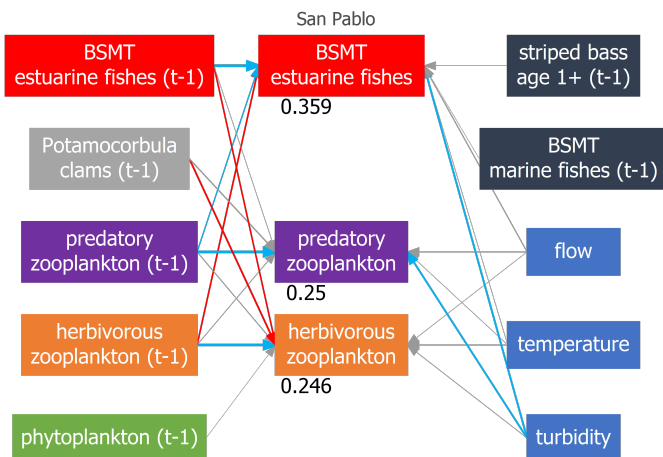 San Pablo
BSMT
estuarine fishes (t-1)
BSMT
estuarine fishes
0.359
striped bass
age 1+ (t-1)
Potamocorbula
clams (t-1)
BSMT
marine fishes (t-1)
predatory
zooplankton (t-1)
predatory
zooplankton
0.25
flow
herbivorous
zooplankton (t-1)
herbivorous
zooplankton
0.246
temperature
phytoplankton (t-1)
turbidity